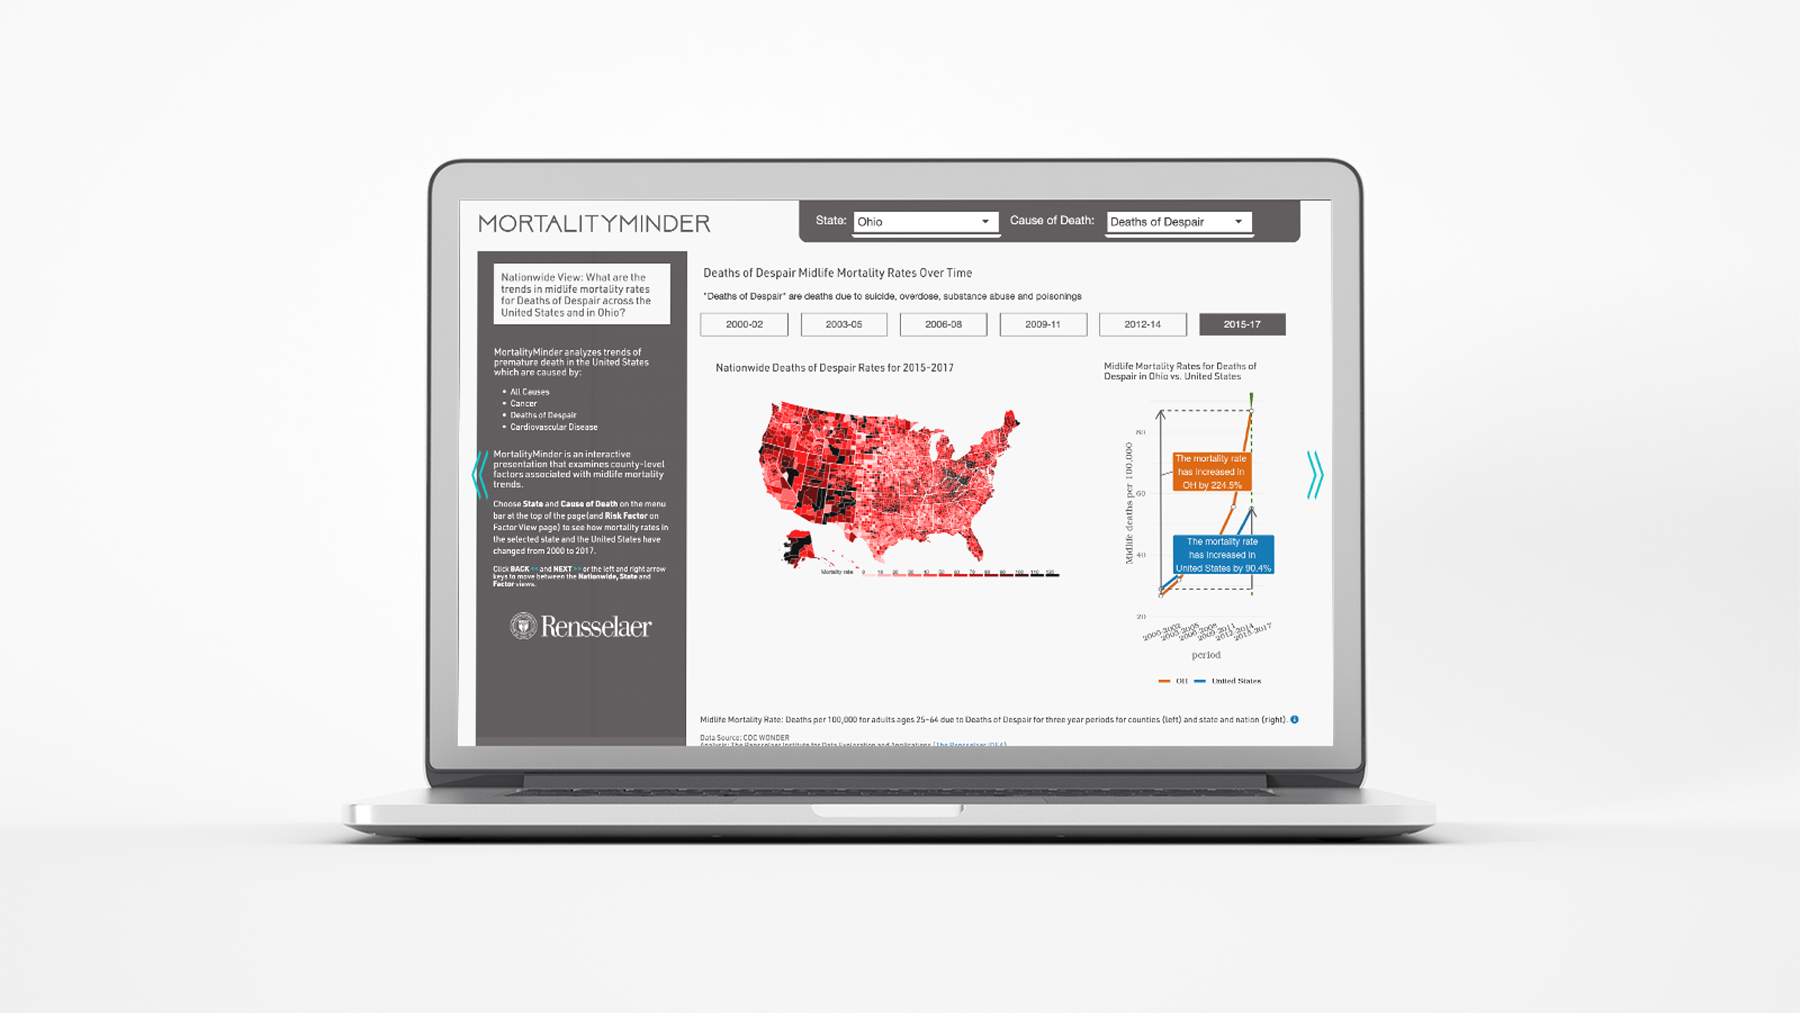 MORTALITYMINDER
State:
Ohio
Cause of Death:
Deaths of Despair
Nationwide View: What are the
trends in midlife mortality rates
for Deaths of Despair across the
United States and in Ohio?
MortalityMinder analyzes trends of
premature death in the United States
which are caused by:
• All Causes
• Cancer
• Deaths of Despair
• Cardiovascular Disease
MortalityMinder is an interactive
presentation that examines county-level
factors associated with midlife mortality
trends.
Choose State and Cause of Death on the menu
bar at the top of the page(and Risk Factor on
Factor View page) to see how mortality rates in
the selected state and the United States have
changed from 2000 to 2017.
Click BACK << and NEXT >> or the left and right arrow
keys to move between the Nationwide, State and
Factor views.
Rensselaer
Deaths of Despair Midlife Mortality Rates Over Time
"Deaths of Despair" are deaths due to suicide, overdose, substance abuse and poisonings
2000-02
2003-05
2006-08
2009-11
2012-14
2015-17
Nationwide Deaths of Despair Rates for 2015-2017
Mortality rate
0 10 20 30 40 50 60 70 80 90 100 110 120
Midlife Mortality Rates for Deaths of
Despair in Ohio vs. United States
Midlife deaths per 100,000
80
60
40
20
The mortality rate
has increased in
OH by 224.5%
The mortality rate
has increased in
United States by 90.4%
2000-2002
2003-2005
2006-2008
2009-2011
2012-2014
2015-2017
period
OH
United States
Midlife Mortality Rate: Deaths per 100,000 for adults ages 25-64 due to Deaths of Despair for three year periods for counties (left) and state and nation (right).
Data Source: CDC WONDER
Analysis: The Rensselaer Institute for Data Exploration and Applications (The Rensselaer IDEA)